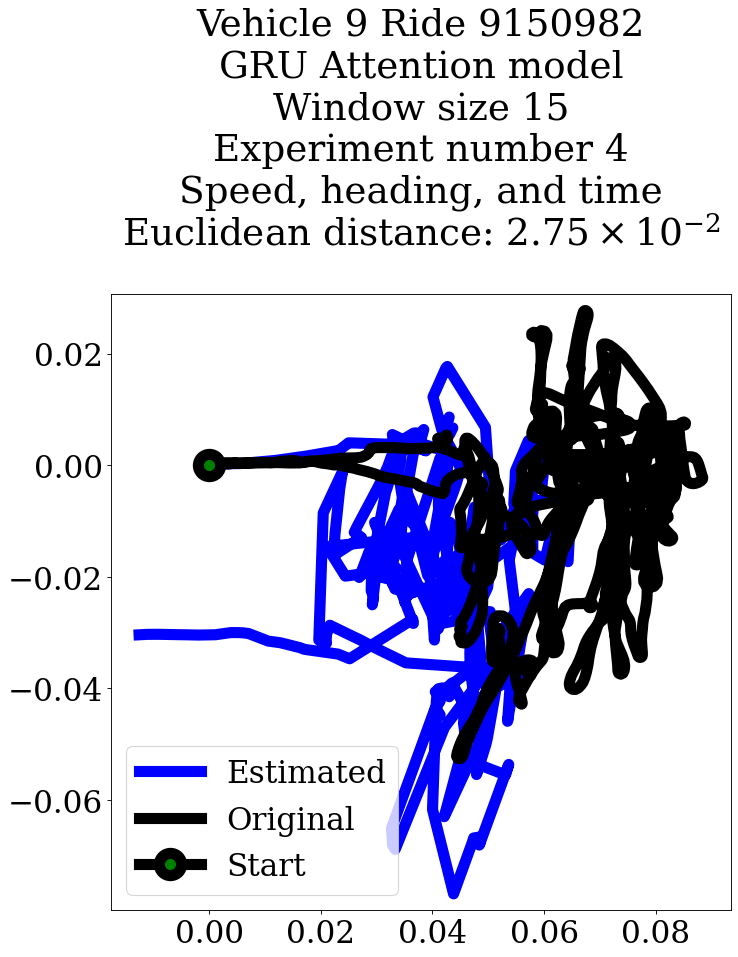 Vehicle 9 Ride 9150982
GRU Attention model
Window size 15
Experiment number 4
Speed, heading, and time
Euclidean distance: 2.75 × 10⁻²
0.02
0.00
−0.02
−0.04
−0.06
Estimated
Original
Start
0.00 0.02 0.04 0.06 0.08